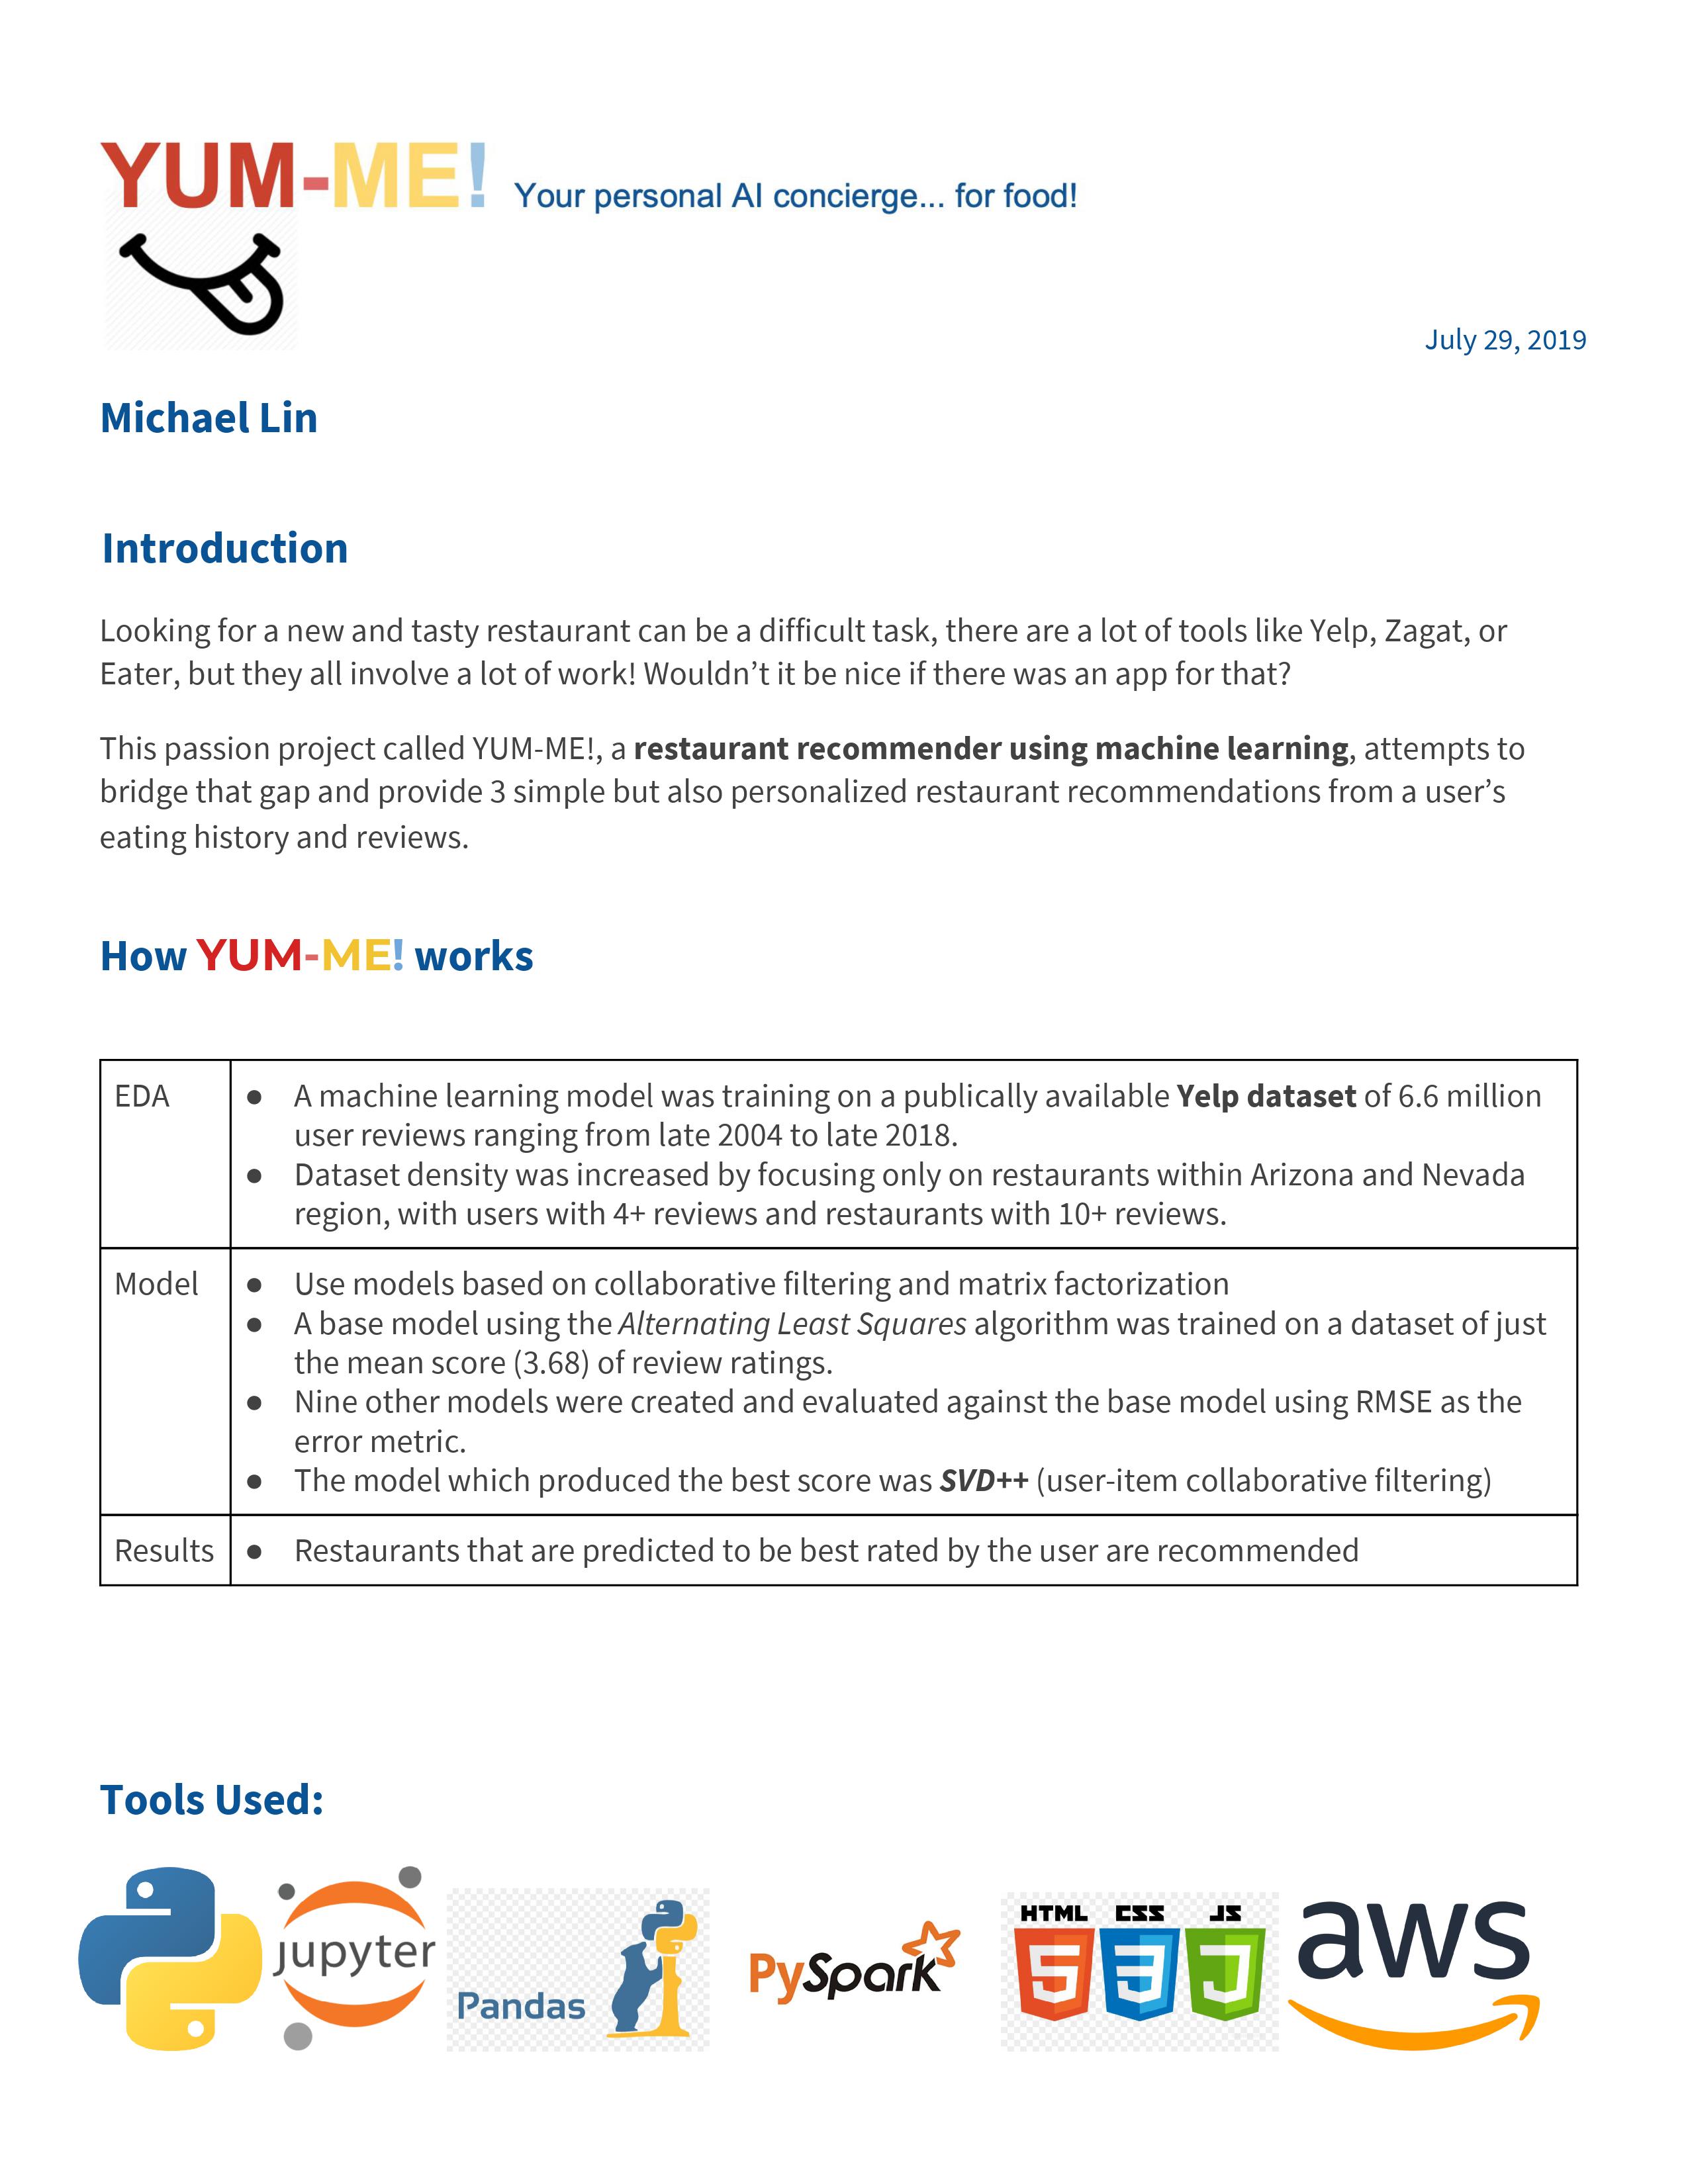 YUM-ME! Your personal AI concierge... for food!
July 29, 2019
Michael Lin
Introduction
Looking for a new and tasty restaurant can be a difficult task, there are a lot of tools like Yelp, Zagat, or
Eater, but they all involve a lot of work! Wouldn’t it be nice if there was an app for that?
This passion project called YUM-ME!, a restaurant recommender using machine learning, attempts to
bridge that gap and provide 3 simple but also personalized restaurant recommendations from a user’s
eating history and reviews.
How YUM-ME! works
EDA
● A machine learning model was training on a publically available Yelp dataset of 6.6 million
user reviews ranging from late 2004 to late 2018.
● Dataset density was increased by focusing only on restaurants within Arizona and Nevada
region, with users with 4+ reviews and restaurants with 10+ reviews.
Model
● Use models based on collaborative filtering and matrix factorization
● A base model using the Alternating Least Squares algorithm was trained on a dataset of just
the mean score (3.68) of review ratings.
● Nine other models were created and evaluated against the base model using RMSE as the
error metric.
● The model which produced the best score was SVD++ (user-item collaborative filtering)
Results
● Restaurants that are predicted to be best rated by the user are recommended
Tools Used:
jupyter
Pandas
PySpark
HTML CSS JS
5 3 J
aws